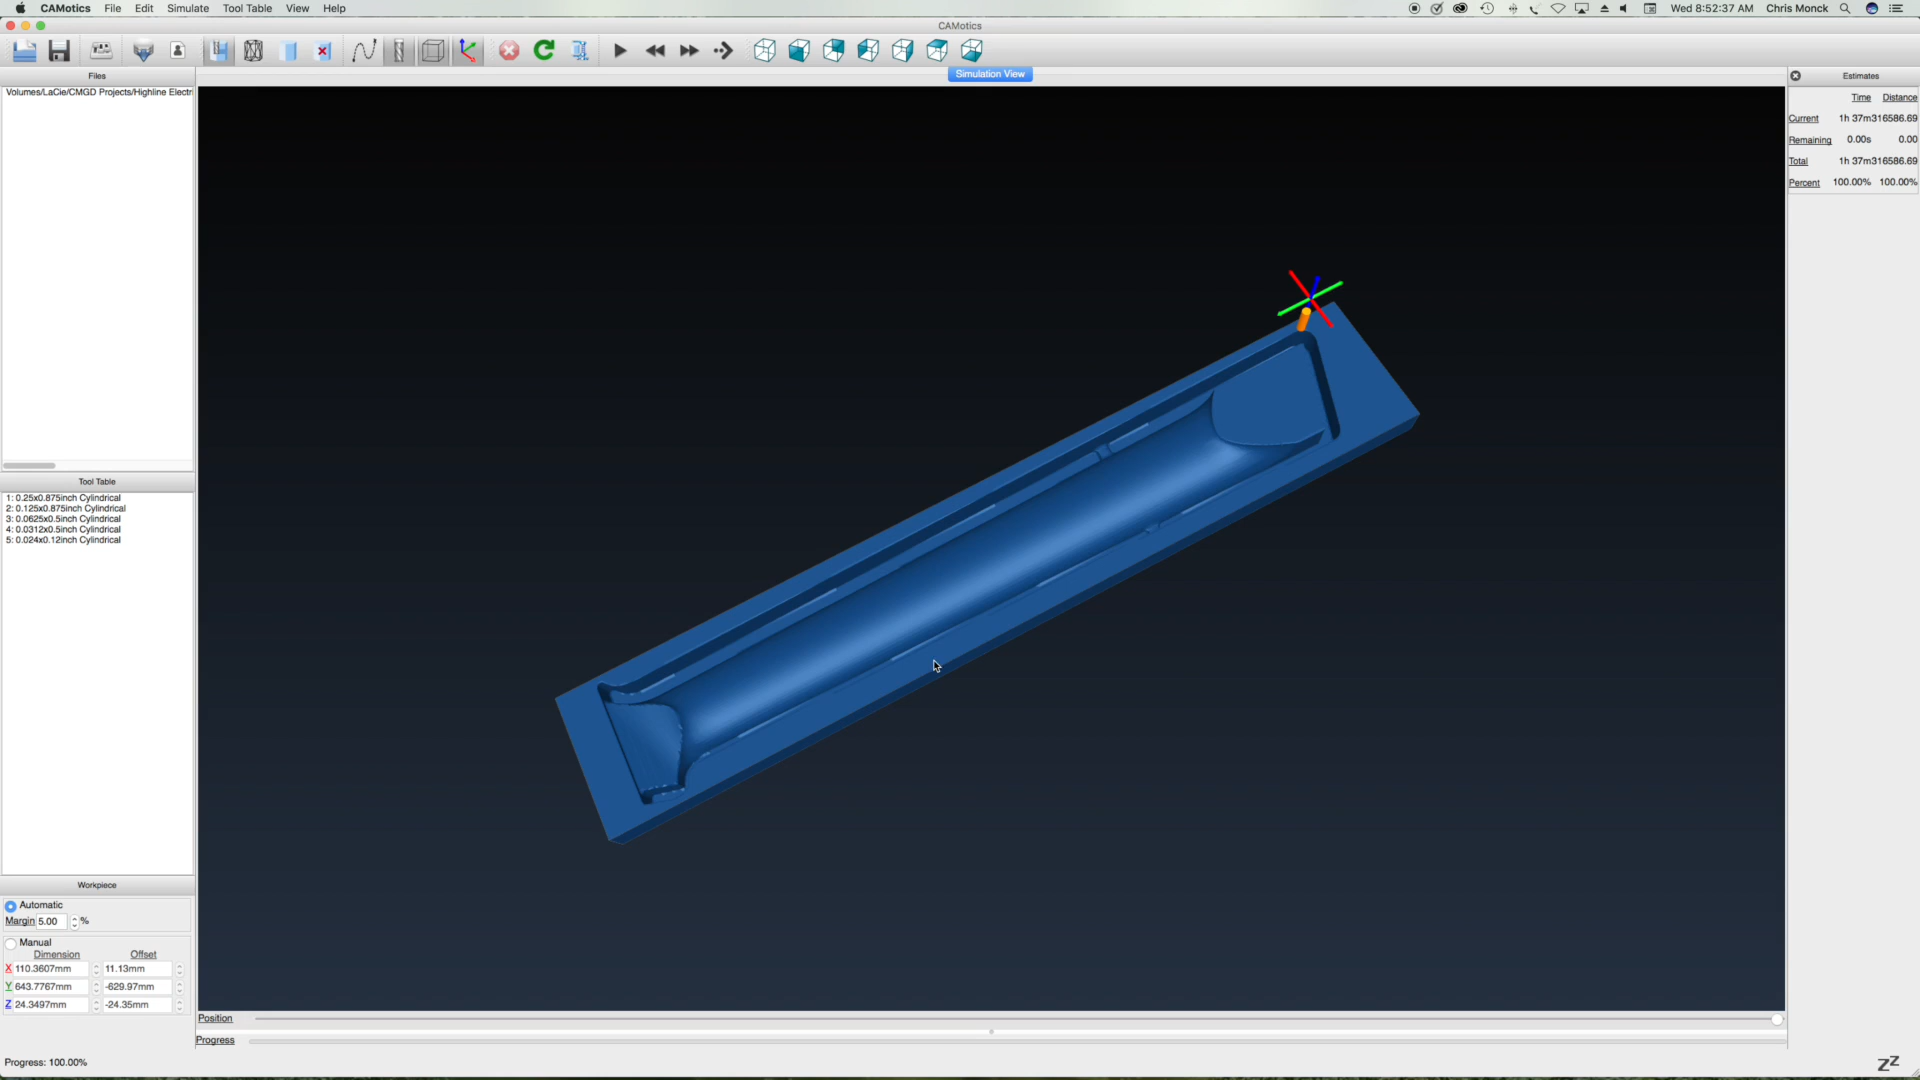 CAMotics File Edit Simulate Tool Table View Help Wed 8:52:37 AM Chris Monck
CAMotics
Files
Volumes/LaCie/CMGD Projects/Highline Electri
Tool Table
1: 0.25x0.875inch Cylindrical
2: 0.125x0.875inch Cylindrical
3: 0.0625x0.5inch Cylindrical
4: 0.0312x0.5inch Cylindrical
5: 0.024x0.12inch Cylindrical
Workpiece
Automatic
Margin 5.00 %
Manual
Dimension Offset
X 110.3607mm 11.13mm
Y 643.7767mm -629.97mm
Z 24.3497mm -24.35mm
Simulation View
Position
Progress
Estimates
Time Distance
Current 1h 37m316586.69
Remaining 0.00s 0.00
Total 1h 37m316586.69
Percent 100.00% 100.00%
Progress: 100.00%
zz